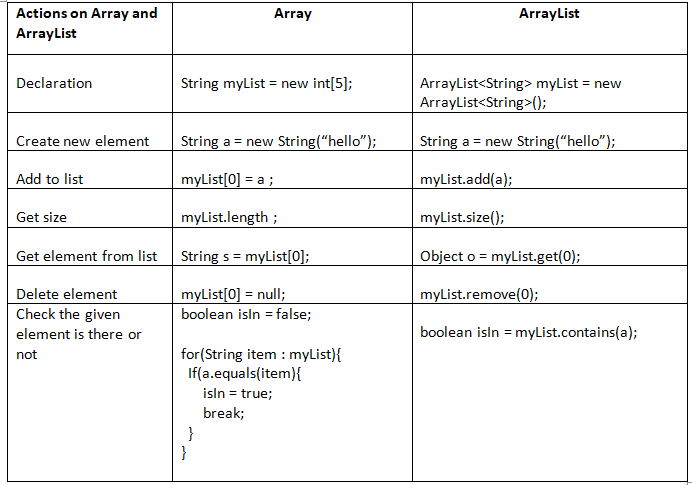 Actions on Array and
ArrayList
Array
ArrayList
Declaration
String myList = new int[5];
ArrayList<String> myList = new
ArrayList<String>();
Create new element
String a = new String(“hello”);
String a = new String(“hello”);
Add to list
myList[0] = a ;
myList.add(a);
Get size
myList.length ;
myList.size();
Get element from list
String s = myList[0];
Object o = myList.get(0);
Delete element
myList[0] = null;
myList.remove(0);
Check the given
element is there or
not
boolean isIn = false;
for(String item : myList){
If(a.equals(item){
isIn = true;
break;
}
}
boolean isIn = myList.contains(a);